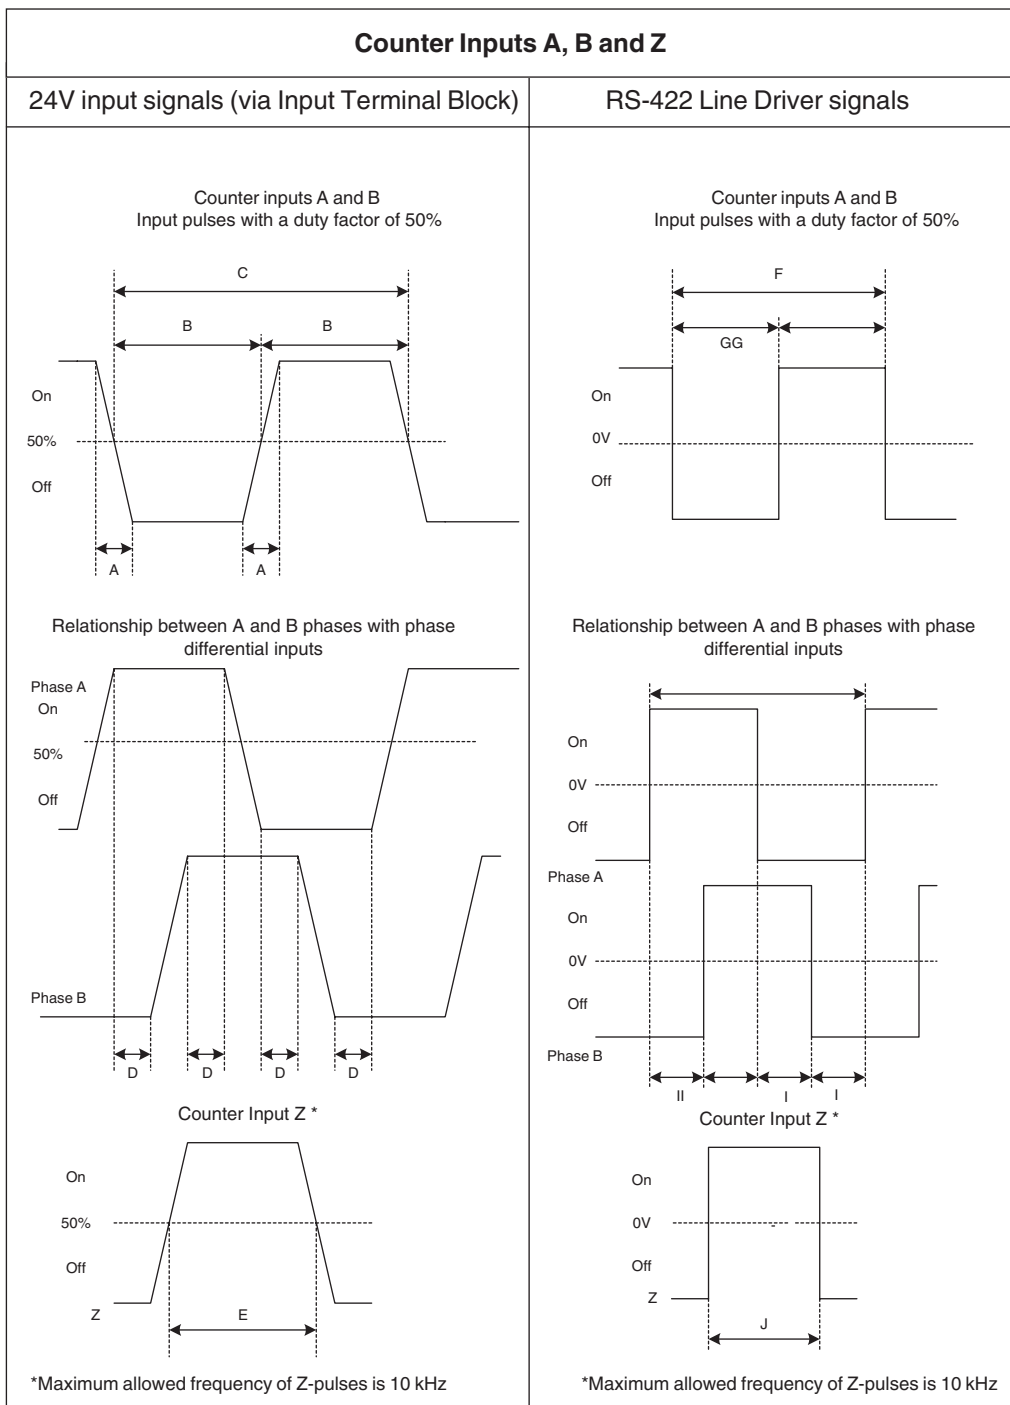 Counter Inputs A, B and Z
24V input signals (via Input Terminal Block)
RS-422 Line Driver signals
Counter inputs A and B
Input pulses with a duty factor of 50%
C
B B
On
50%
Off
A A
Relationship between A and B phases with phase
differential inputs
Phase A
On
50%
Off
Phase B
D D D D
Counter Input Z *
On
50%
Off
Z
E
*Maximum allowed frequency of Z-pulses is 10 kHz
Counter inputs A and B
Input pulses with a duty factor of 50%
F
GG
On
0V
Off
Relationship between A and B phases with phase
differential inputs
On
0V
Off
Phase A
On
0V
Off
Phase B
II I I
Counter Input Z *
On
0V
Off
Z
J
*Maximum allowed frequency of Z-pulses is 10 kHz